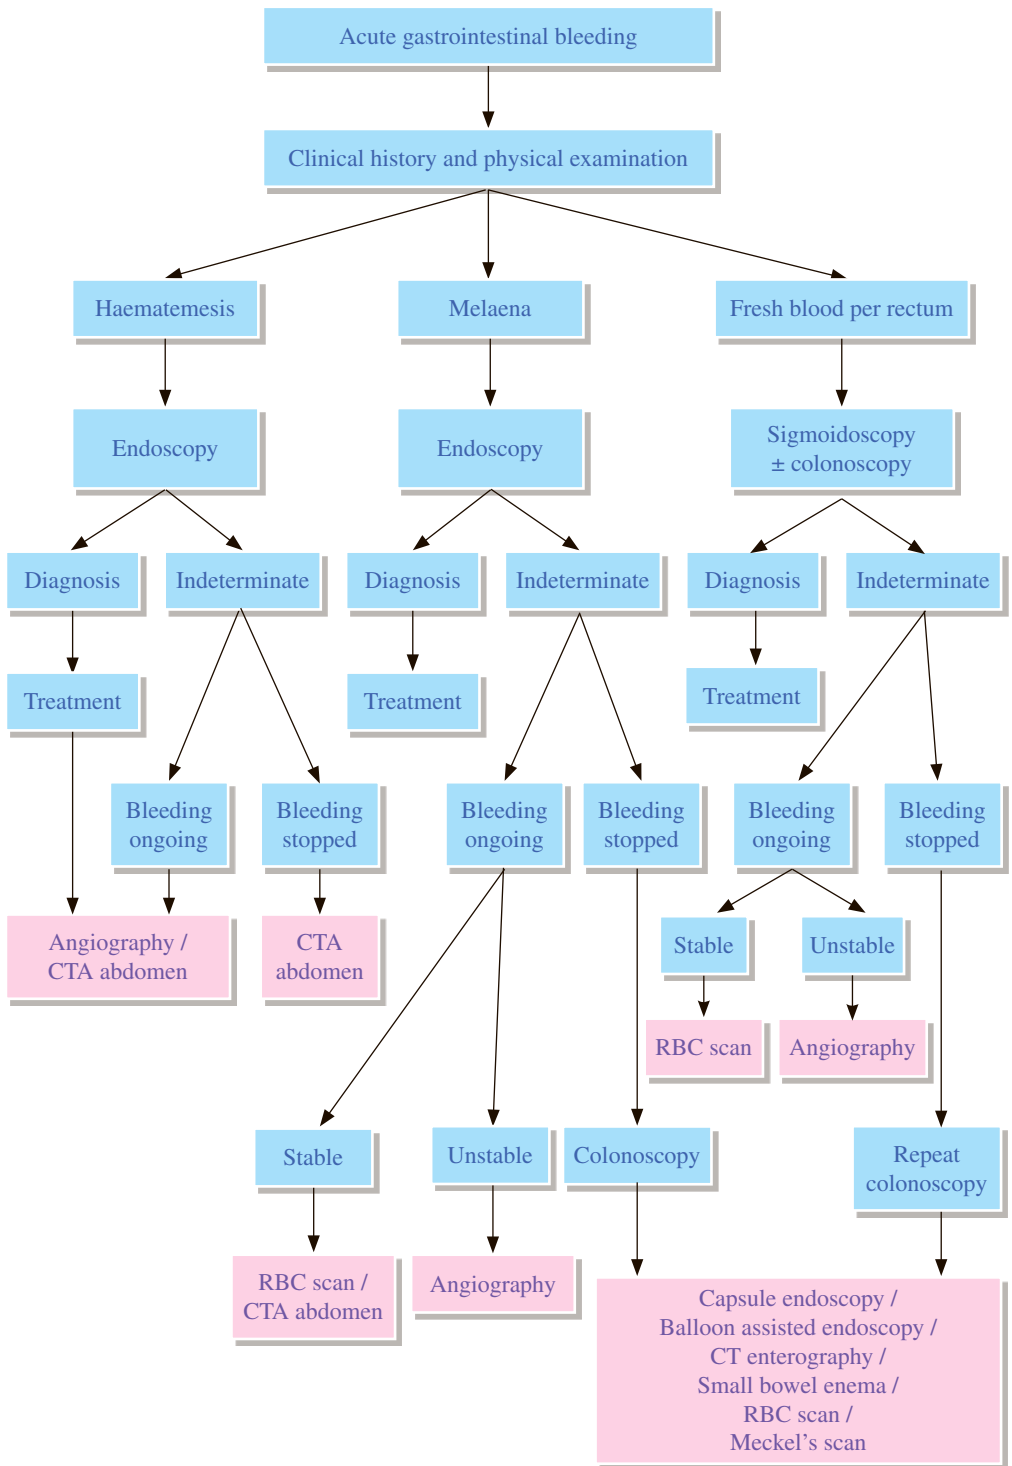 Acute gastrointestinal bleeding
Clinical history and physical examination
Haematemesis
Melaena
Fresh blood per rectum
Endoscopy
Endoscopy
Sigmoidoscopy
± colonoscopy
Diagnosis
Indeterminate
Diagnosis
Indeterminate
Diagnosis
Indeterminate
Treatment
Treatment
Treatment
Bleeding
ongoing
Bleeding
stopped
Bleeding
ongoing
Bleeding
stopped
Bleeding
ongoing
Bleeding
stopped
Angiography /
CTA abdomen
CTA
abdomen
Stable
Unstable
RBC scan
Angiography
Stable
Unstable
Colonoscopy
Repeat
colonoscopy
RBC scan /
CTA abdomen
Angiography
Capsule endoscopy /
Balloon assisted endoscopy /
CT enterography /
Small bowel enema /
RBC scan /
Meckel's scan